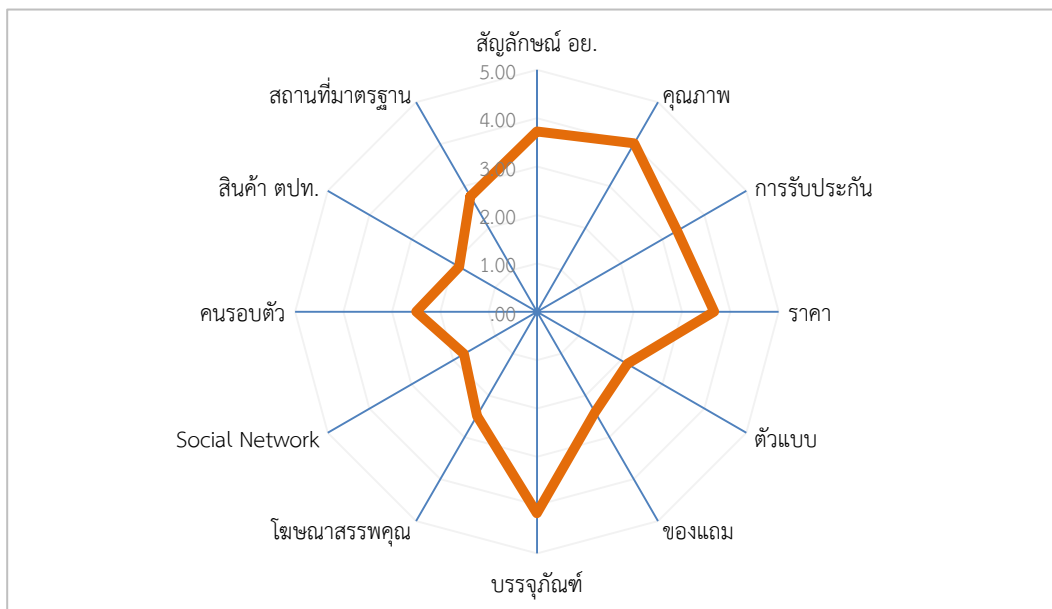 สัญลักษณ์ อย.
5.00
สถานที่มาตรฐาน
คุณภาพ
4.00
สินค้า ตปท.
3.00
การรับประกัน
2.00
1.00
คนรอบตัว
.00
ราคา
Social Network
ตัวแบบ
โฆษณาสรรพคุณ
ของแถม
บรรจุภัณฑ์